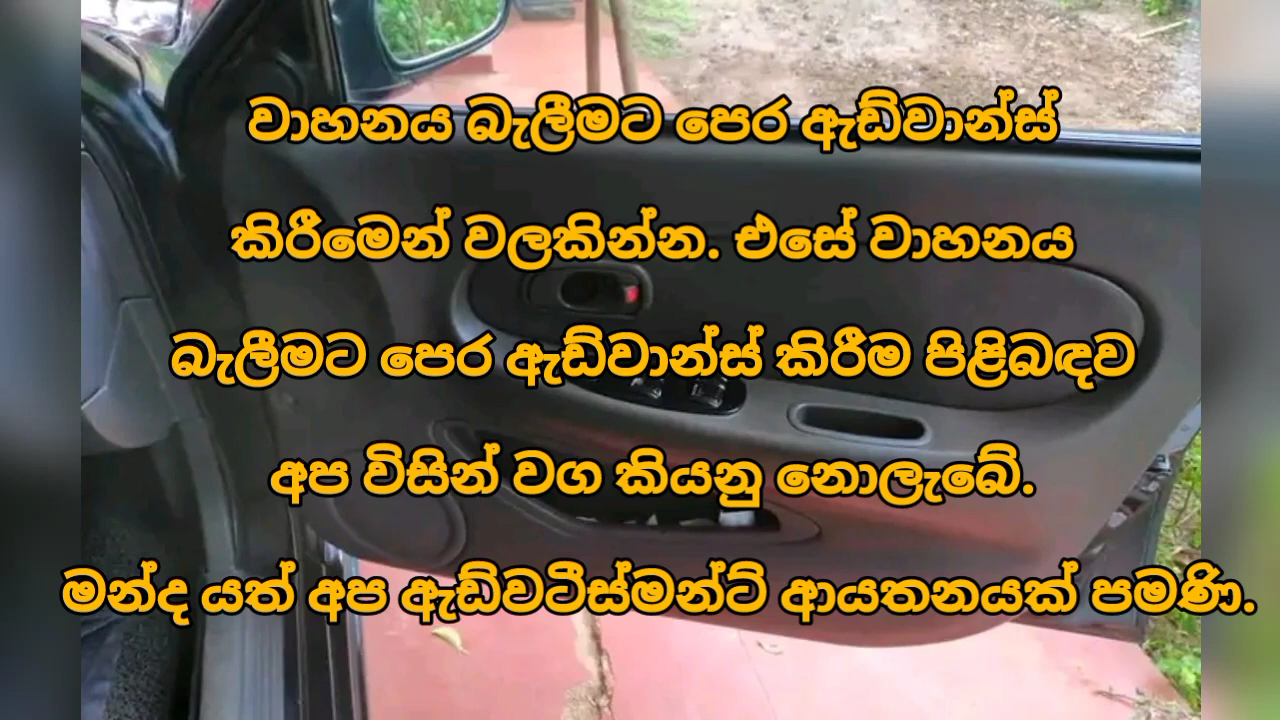 වාහනය බැලීමට පෙර ඇඩ්වාන්ස්
කිරීමෙන් වලකින්න. එසේ වාහනය
බැලීමට පෙර ඇඩ්වාන්ස් කිරීම පිළිබඳව
අප විසින් වග කියනු නොලැබේ.
මන්ද යත් අප ඇඩ්වටීස්මන්ට් ආයතනයක් පමණි.